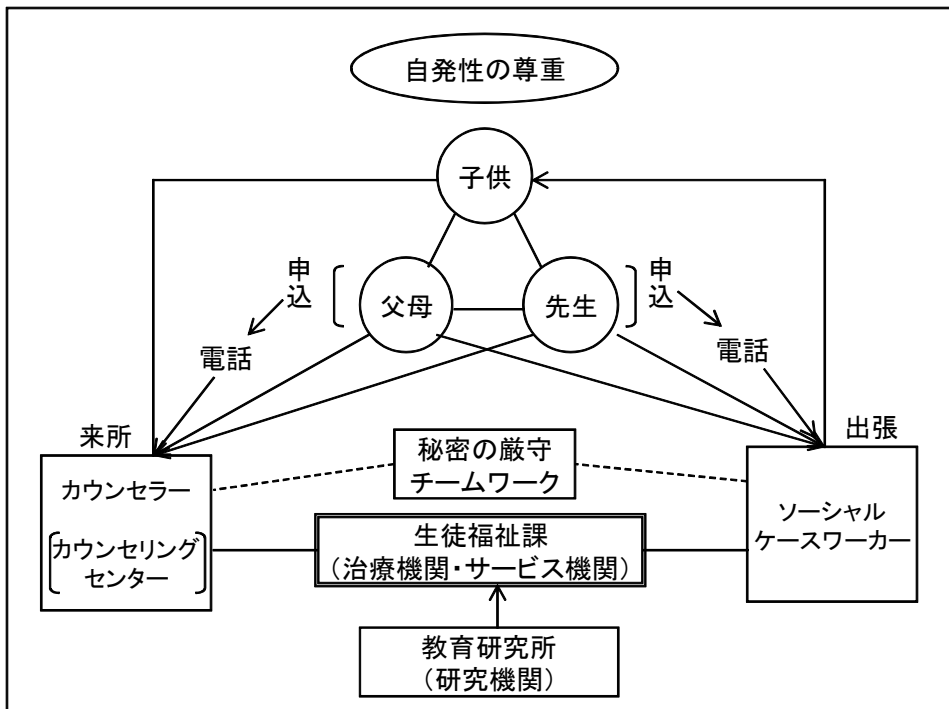 自発性の尊重
子供
申込
父母
先生
申込
電話
電話
来所
出張
秘密の厳守
チームワーク
カウンセラー
カウンセリング
センター
生徒福祉課
（治療機関・サービス機関）
ソーシャル
ケースワーカー
教育研究所
（研究機関）